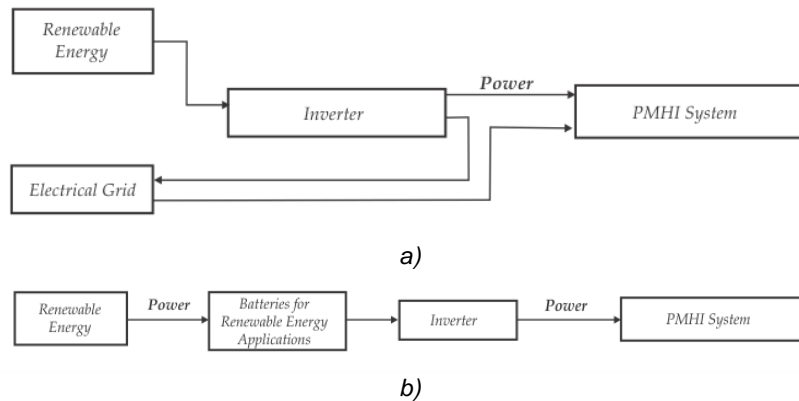 Renewable
Energy
Power
Inverter
PMHI System
Electrical Grid
a)
Renewable
Energy
Power
Batteries for
Renewable Energy
Applications
Inverter
Power
PMHI System
b)